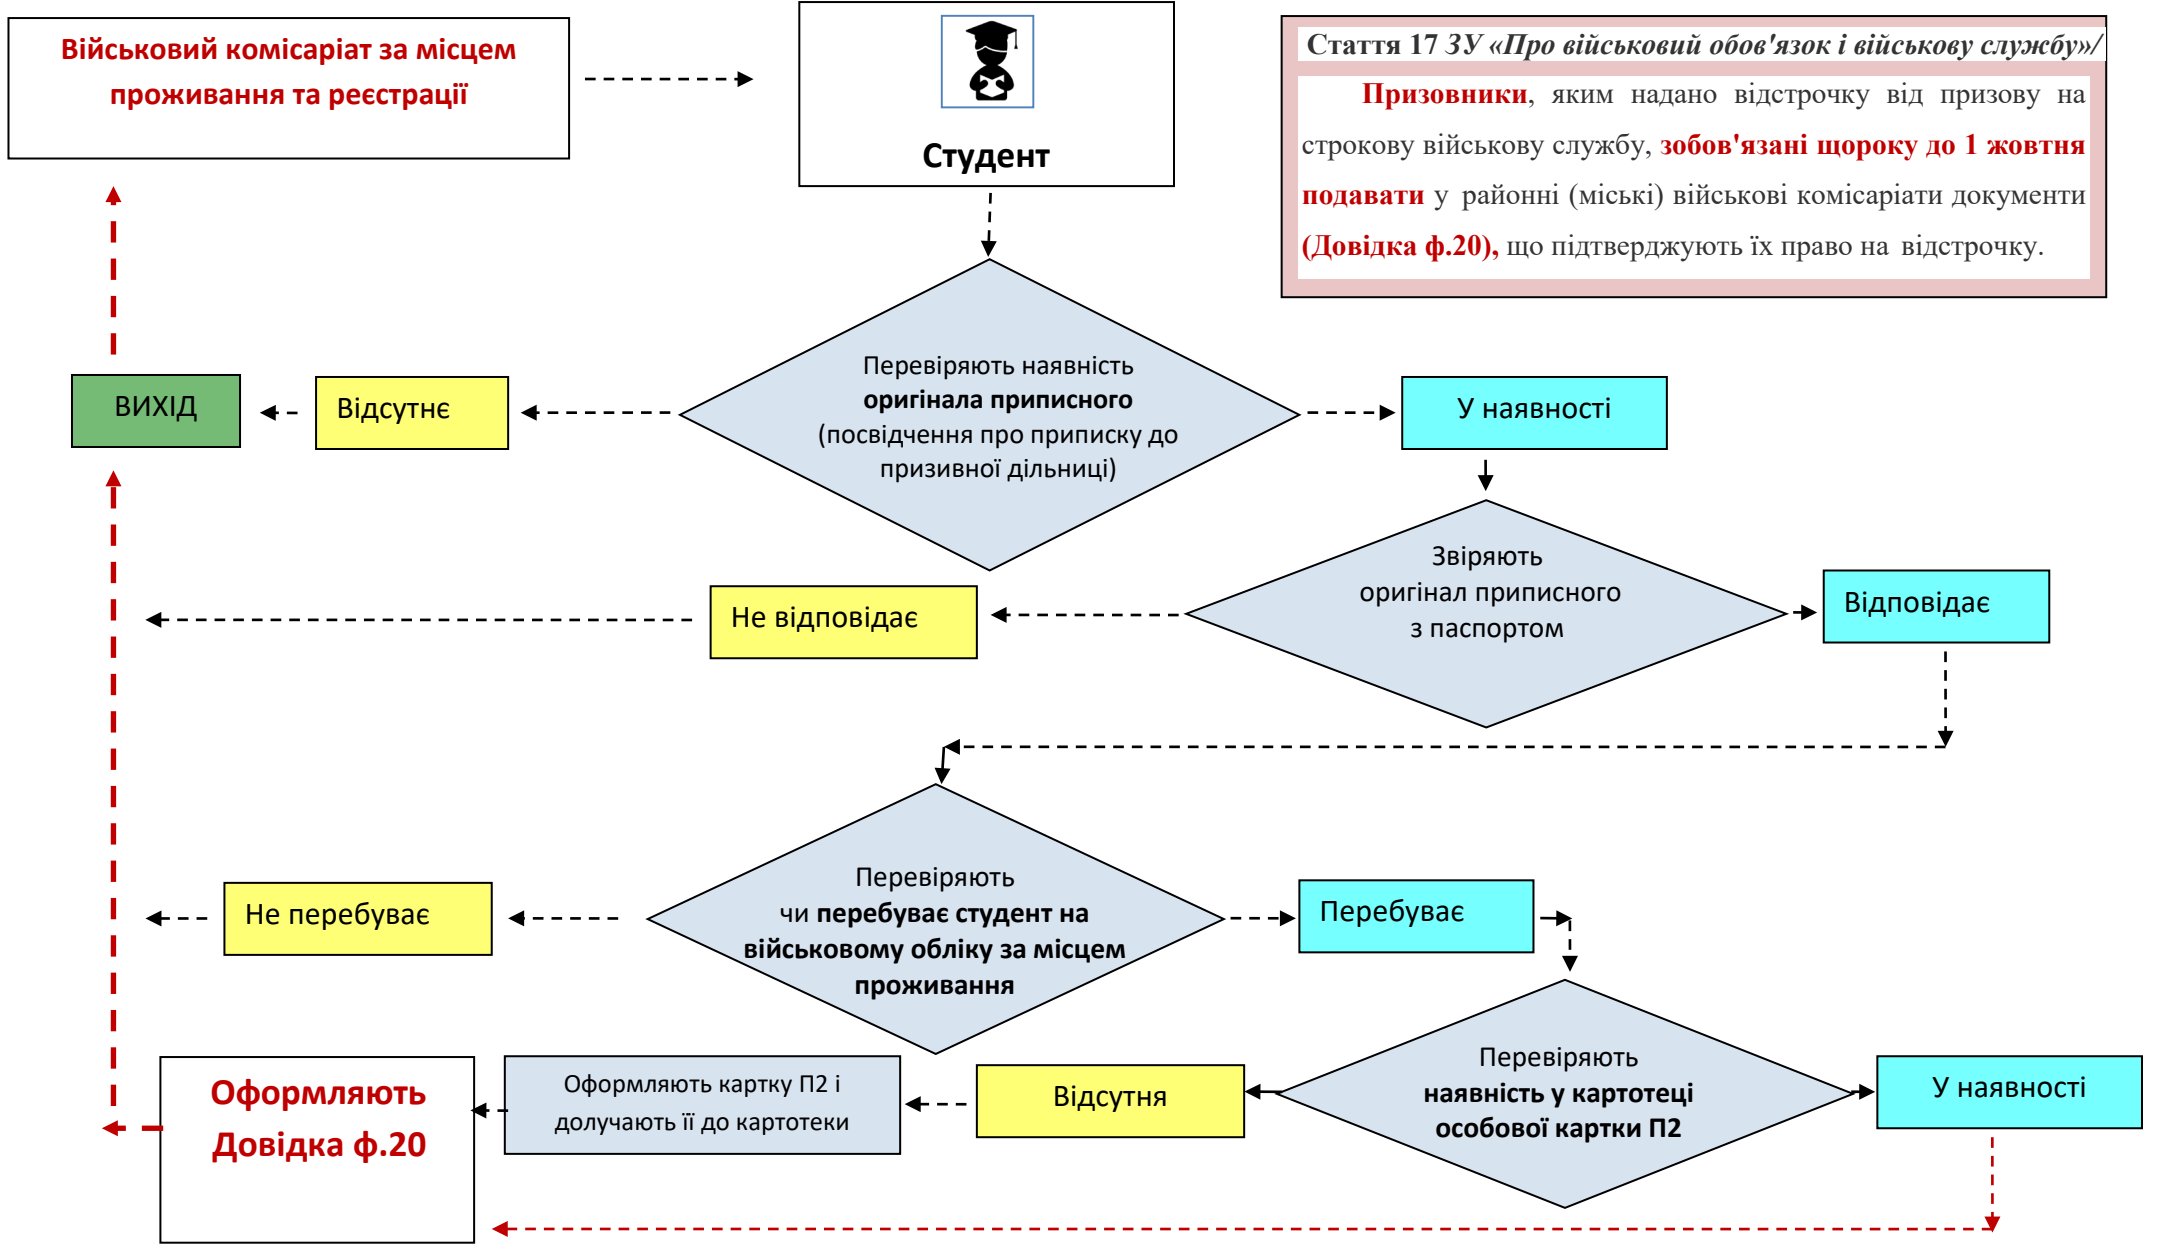 Військовий комісаріат за місцем
проживання та реєстрації
Студент
Стаття 17 ЗУ «Про військовий обов'язок і військову службу»/
Призовники, яким надано відстрочку від призову на
строкову військову службу, зобов'язані щороку до 1 жовтня
подавати у районні (міські) військові комісаріати документи
(Довідка ф.20), що підтверджують їх право на відстрочку.
Перевіряють наявність
оригінала приписного
(посвідчення про приписку до
призивної дільниці)
ВИХІД
Відсутнє
У наявності
Звіряють
оригінал приписного
з паспортом
Не відповідає
Відповідає
Перевіряють
чи перебуває студент на
військовому обліку за місцем
проживання
Не перебуває
Перебуває
Перевіряють
наявність у картотеці
особової картки П2
Відсутня
У наявності
Оформляють картку П2 і
долучають її до картотеки
Оформляють
Довідка ф.20